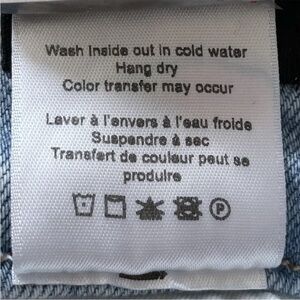 Wash inside out in cold water
Hang dry
Color transfer may occur
Laver à l'envers à l'eau froide
Suspendre à sec
Transfert de couleur peut se
produire
P